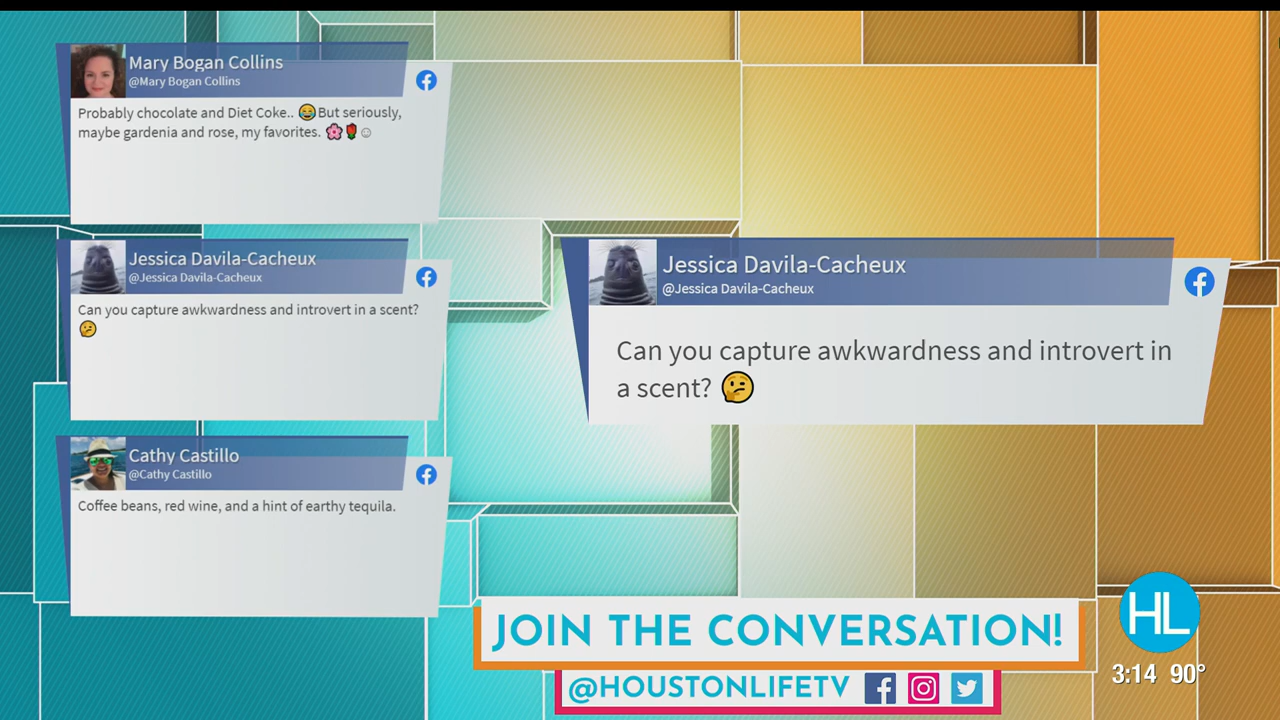 Mary Bogan Collins
@Mary Bogan Collins
Probably chocolate and Diet Coke.. 😂But seriously,
maybe gardenia and rose, my favorites. 🌸🌹☺
Jessica Davila-Cacheux
@Jessica Davila-Cacheux
Can you capture awkwardness and introvert in a scent?
🤔
Cathy Castillo
@Cathy Castillo
Coffee beans, red wine, and a hint of earthy tequila.
Jessica Davila-Cacheux
@Jessica Davila-Cacheux
Can you capture awkwardness and introvert in
a scent? 🤔
JOIN THE CONVERSATION!
@HOUSTONLIFETV
HL
3:14 90°